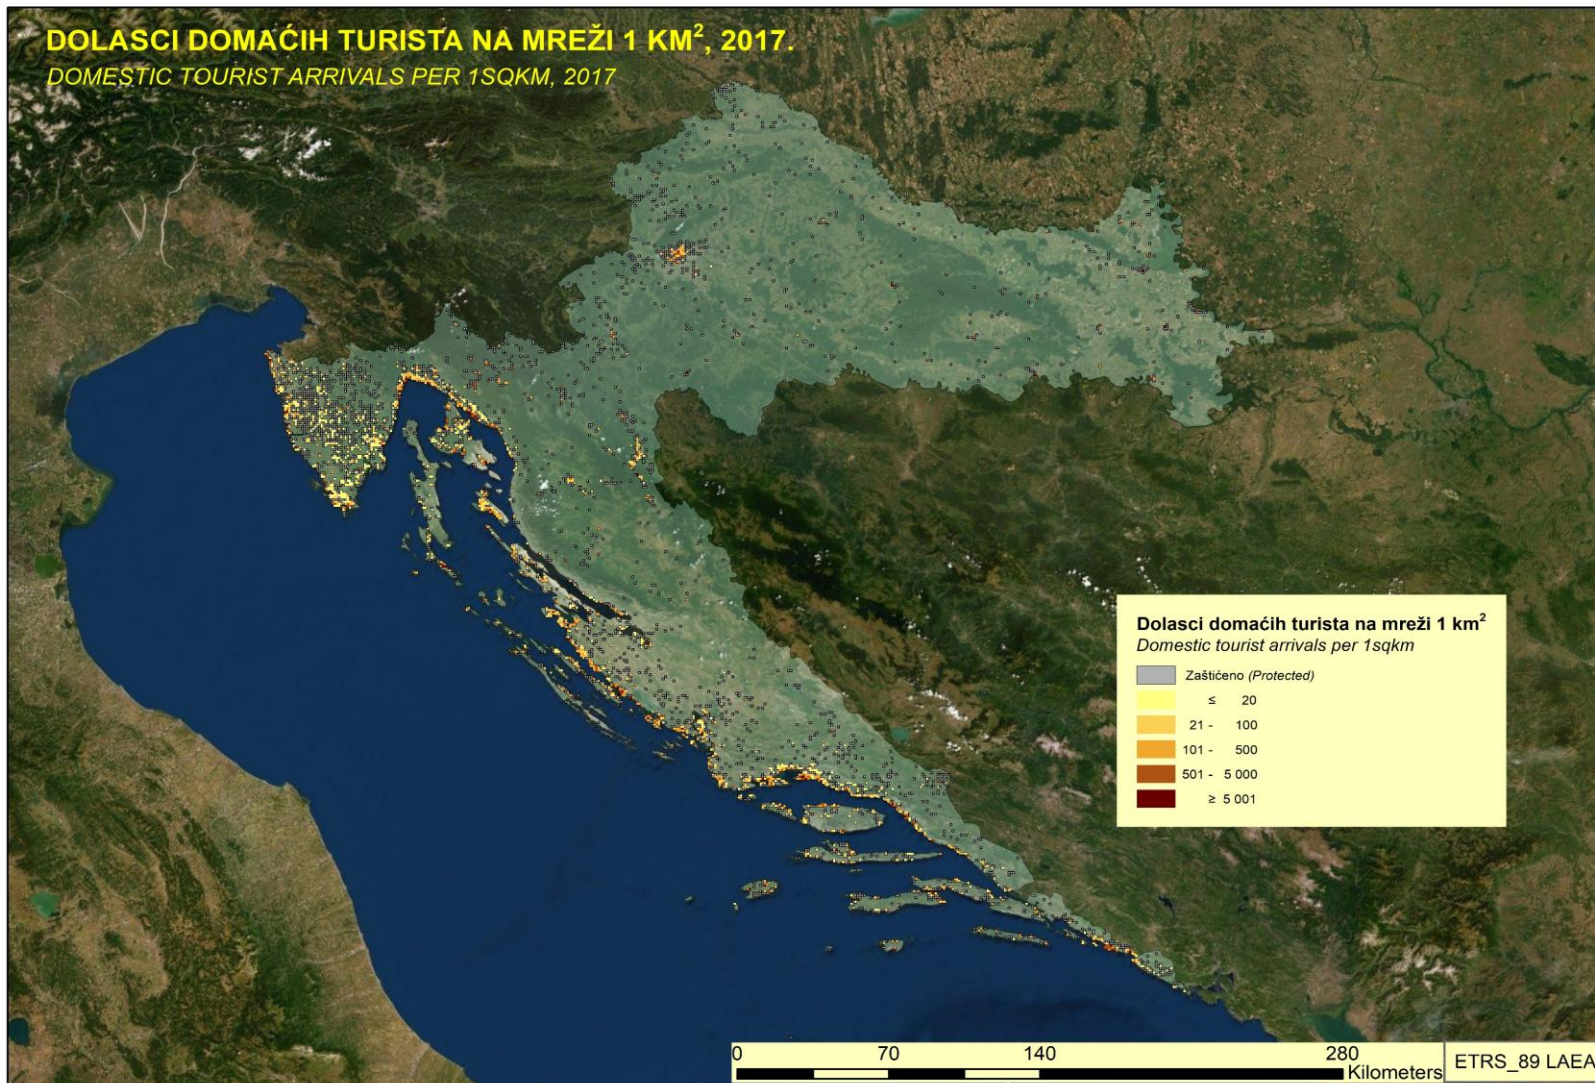 DOLASCI DOMAĆIH TURISTA NA MREŽI 1 KM², 2017.
DOMESTIC TOURIST ARRIVALS PER 1SQKM, 2017
Dolasci domaćih turista na mreži 1 km²
Domestic tourist arrivals per 1sqkm
Zaštićeno (Protected)
≤ 20
21 - 100
101 - 500
501 - 5 000
≥ 5 001
0 70 140 280
Kilometers
ETRS_89 LAEA